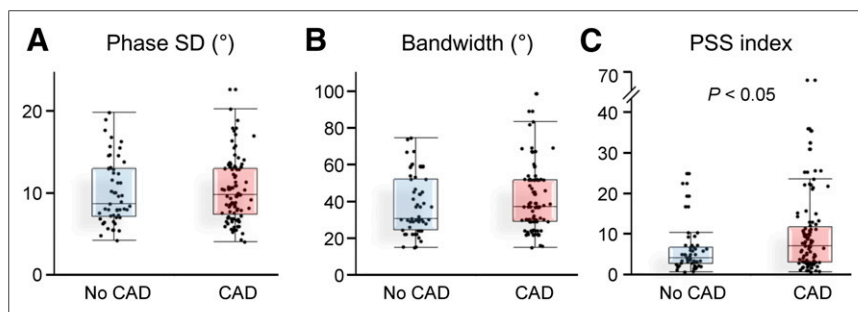 A Phase SD (°)
20
10
0
No CAD CAD
B Bandwidth (°)
100
80
60
40
20
0
No CAD CAD
C PSS index
70
P < 0.05
40
30
20
10
0
No CAD CAD